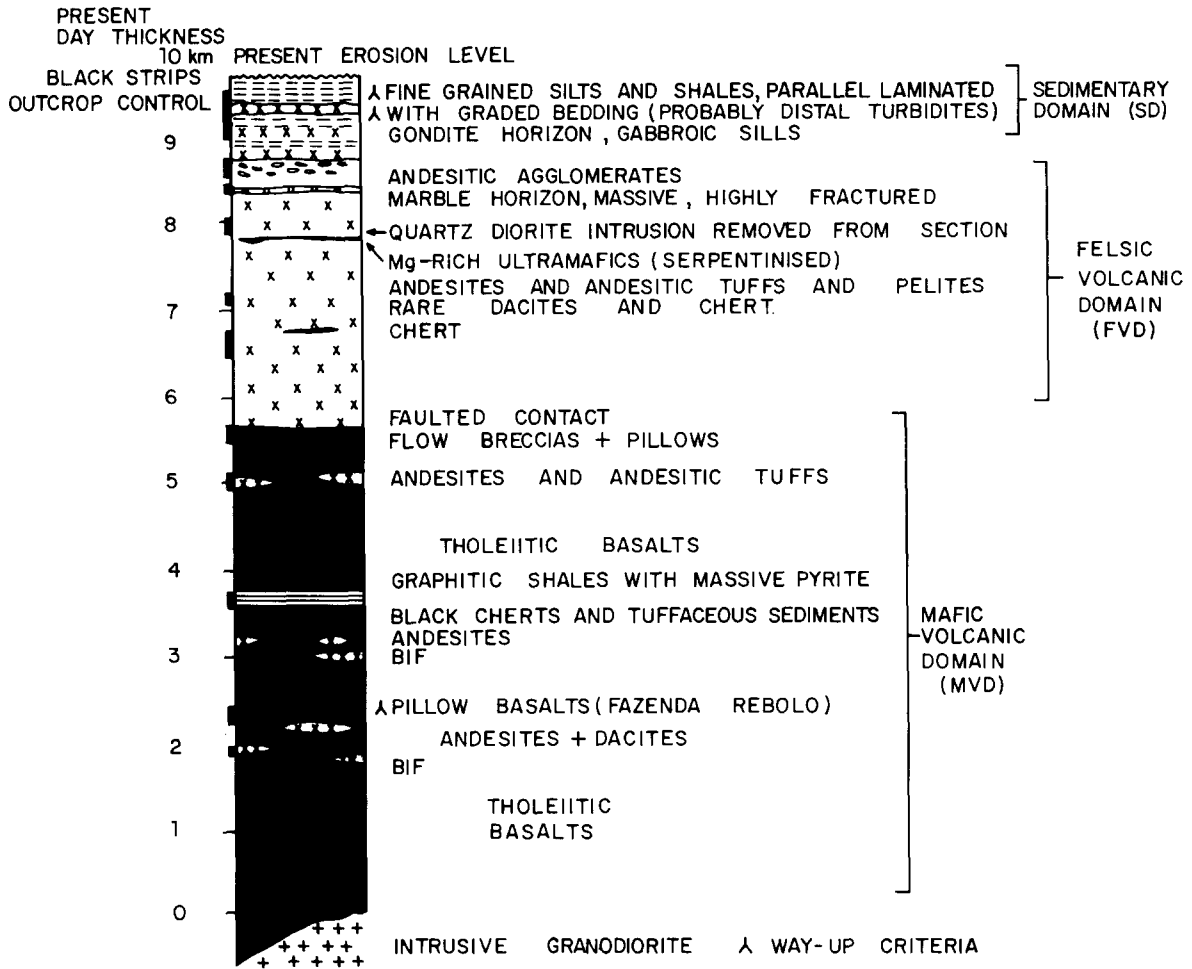 PRESENT
DAY THICKNESS
10 km PRESENT EROSION LEVEL
BLACK STRIPS
OUTCROP CONTROL
FINE GRAINED SILTS AND SHALES, PARALLEL LAMINATED
WITH GRADED BEDDING (PROBABLY DISTAL TURBIDITES)
GONDITE HORIZON, GABBROIC SILLS
SEDIMENTARY
DOMAIN (SD)
9
ANDESITIC AGGLOMERATES
MARBLE HORIZON, MASSIVE, HIGHLY FRACTURED
8
QUARTZ DIORITE INTRUSION REMOVED FROM SECTION
Mg-RICH ULTRAMAFICS (SERPENTINISED)
ANDESITES AND ANDESITIC TUFFS AND PELITES
7
RARE DACITES AND CHERT.
CHERT
FELSIC
VOLCANIC
DOMAIN
(FVD)
6
FAULTED CONTACT
FLOW BRECCIAS + PILLOWS
5
ANDESITES AND ANDESITIC TUFFS
THOLEIITIC BASALTS
4
GRAPHITIC SHALES WITH MASSIVE PYRITE
BLACK CHERTS AND TUFFACEOUS SEDIMENTS
ANDESITES
3
BIF
MAFIC
VOLCANIC
DOMAIN
(MVD)
PILLOW BASALTS (FAZENDA REBOLO)
ANDESITES + DACITES
2
BIF
THOLEIITIC
BASALTS
1
0
INTRUSIVE GRANODIORITE
WAY-UP CRITERIA